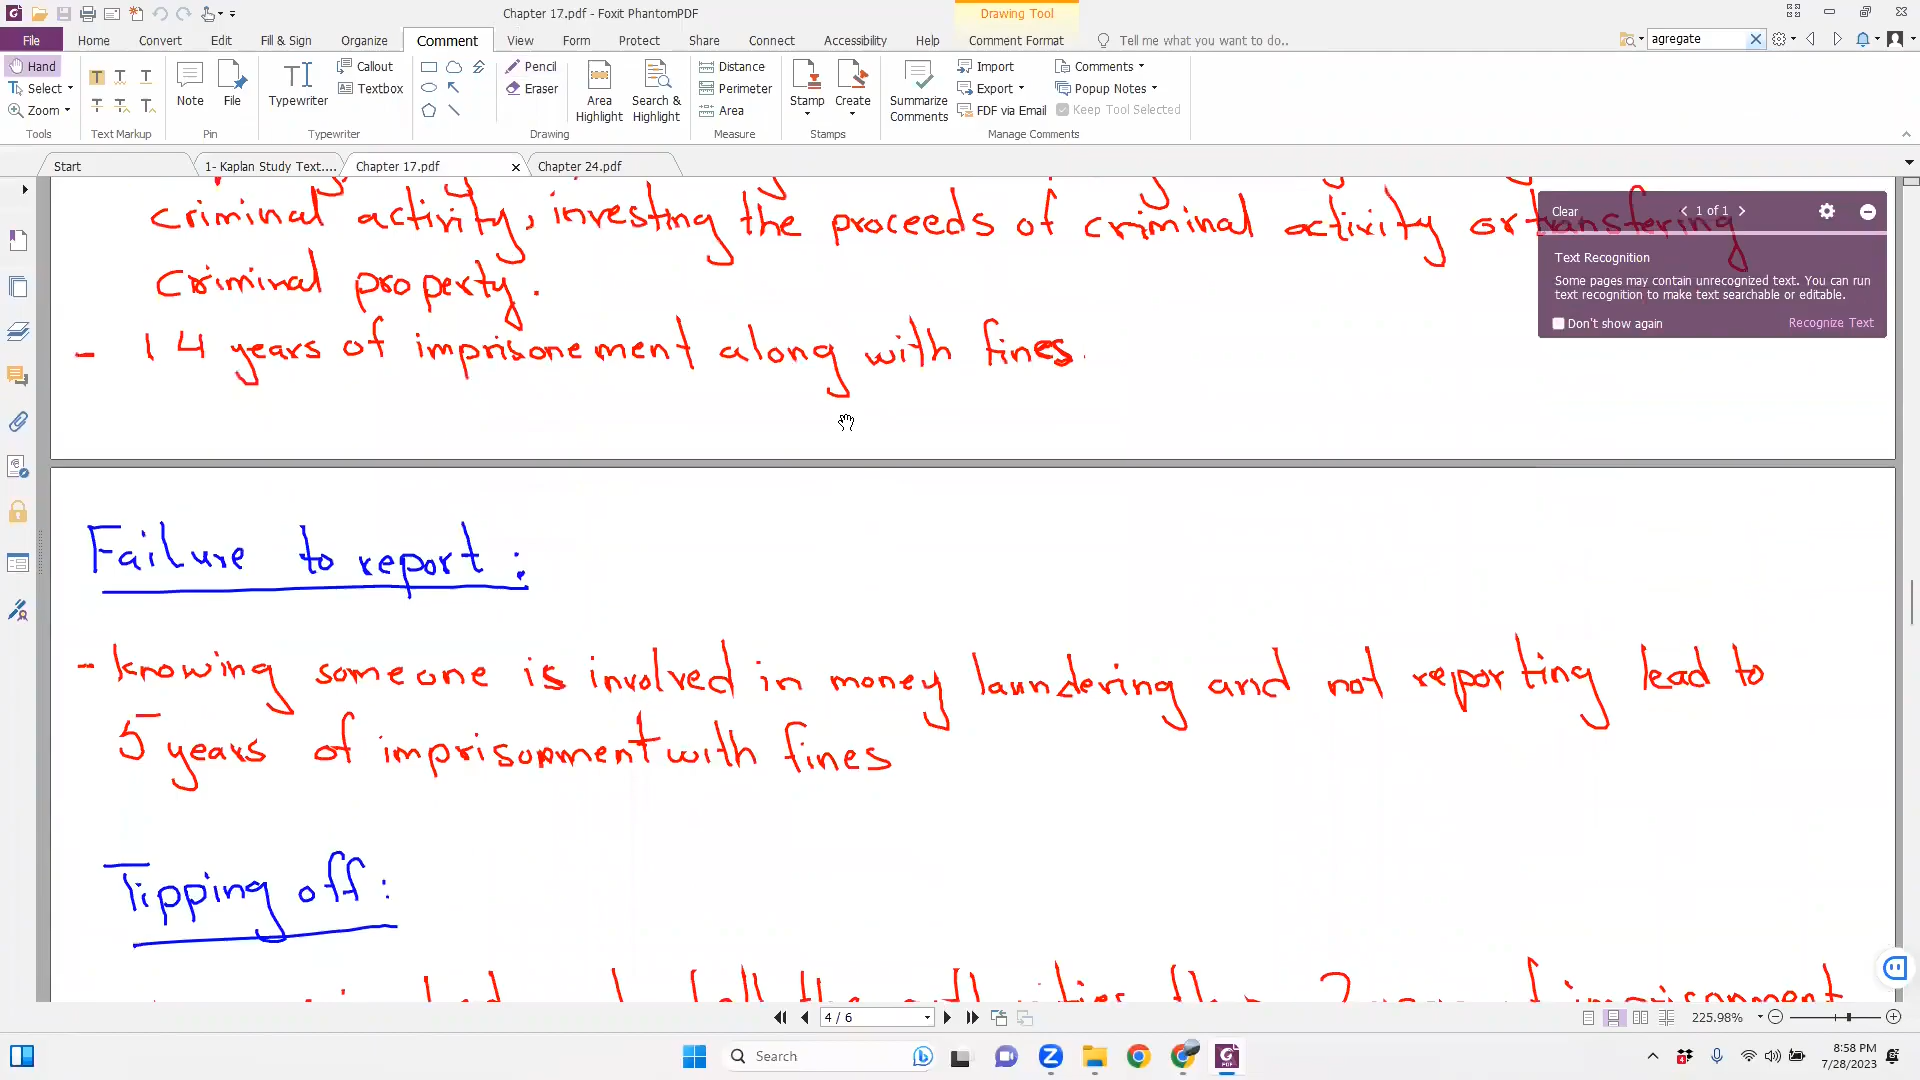 Chapter 17.pdf - Foxit PhantomPDF
Drawing Tool
File Home Convert Edit Fill & Sign Organize Comment View Form Protect Share Connect Accessibility Help Comment Format Tell me what you want to do.. agregate
Hand
Select
Zoom
Tools
Text Markup
Note
File
Pin
Typewriter
Callout
Textbox
Typewriter
Pencil
Eraser
Area Highlight
Search & Highlight
Drawing
Distance
Perimeter
Area
Measure
Stamp
Create
Stamps
Summarize Comments
Import
Export
FDF via Email
Comments
Popup Notes
Keep Tool Selected
Manage Comments
Start 1- Kaplan Study Text.... Chapter 17.pdf Chapter 24.pdf
criminal activity, investing the proceeds of criminal activity or transfering
criminal property.
- 14 years of imprisonement along with fines.
Clear 1 of 1
Text Recognition
Some pages may contain unrecognized text. You can run
text recognition to make text searchable or editable.
Don't show again Recognize Text
Failure to report :
- knowing someone is involved in money laundering and not reporting lead to
5 years of imprisonment with fines
Tipping off :
tell the authorities then 2 years of imprisonment
4 / 6
225.98%
Search
8:58 PM
7/28/2023